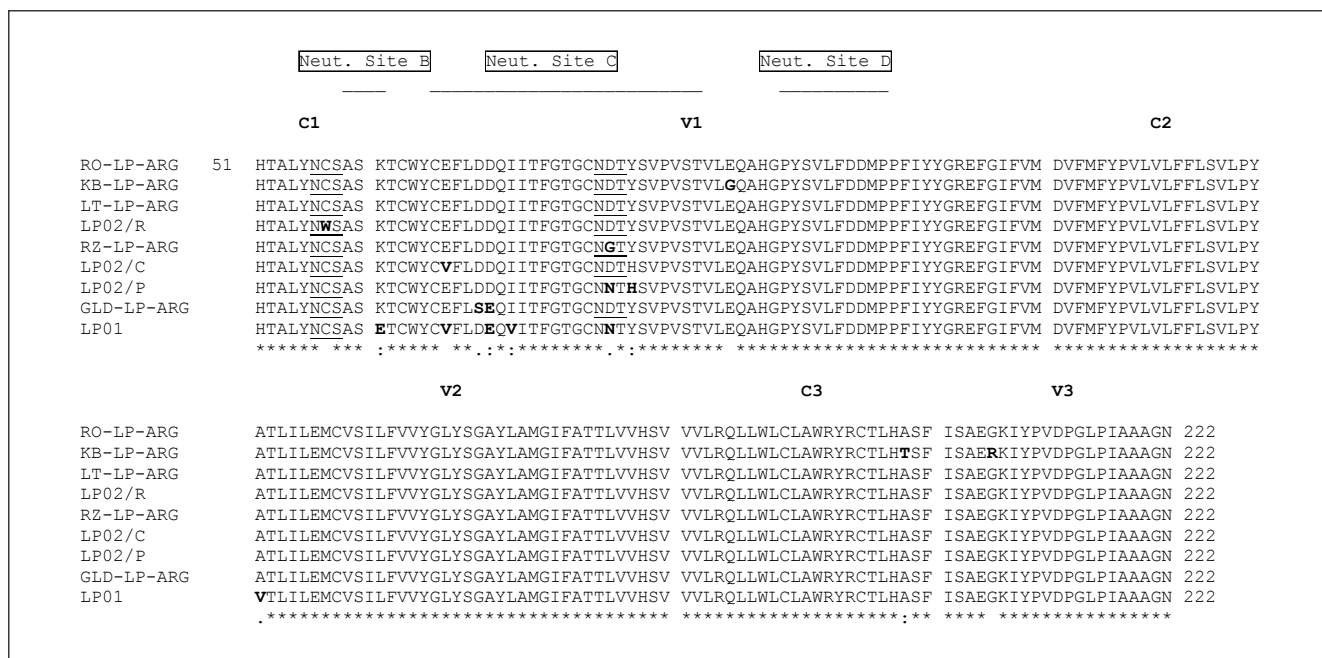 Neut. Site B Neut. Site C Neut. Site D
C1 V1 C2
RO-LP-ARG 51 HTALYNCSAS KTCWYCEFLDDQIITFGTGCNDTYSVPVSTVLEQAHGPYSVLFDDMPPFIYYGREFGIFVM DVFMFYPVLVLFFLSVLPY
KB-LP-ARG HTALYNCSAS KTCWYCEFLDDQIITFGTGCNDTYSVPVSTVLGQAHGPYSVLFDDMPPFIYYGREFGIFVM DVFMFYPVLVLFFLSVLPY
LT-LP-ARG HTALYNCSAS KTCWYCEFLDDQIITFGTGCNDTYSVPVSTVLEQAHGPYSVLFDDMPPFIYYGREFGIFVM DVFMFYPVLVLFFLSVLPY
LP02/R HTALYNWSAS KTCWYCEFLDDQIITFGTGCNDTYSVPVSTVLEQAHGPYSVLFDDMPPFIYYGREFGIFVM DVFMFYPVLVLFFLSVLPY
RZ-LP-ARG HTALYNCSAS KTCWYCEFLDDQIITFGTGCNGTYSVPVSTVLEQAHGPYSVLFDDMPPFIYYGREFGIFVM DVFMFYPVLVLFFLSVLPY
LP02/C HTALYNCSAS KTCWYCVFLDDQIITFGTGCNDTHSVPVSTVLEQAHGPYSVLFDDMPPFIYYGREFGIFVM DVFMFYPVLVLFFLSVLPY
LP02/P HTALYNCSAS KTCWYCEFLDDQIITFGTGCNNTHSVPVSTVLEQAHGPYSVLFDDMPPFIYYGREFGIFVM DVFMFYPVLVLFFLSVLPY
GLD-LP-ARG HTALYNCSAS KTCWYCEFLSEQIITFGTGCNDTYSVPVSTVLEQAHGPYSVLFDDMPPFIYYGREFGIFVM DVFMFYPVLVLFFLSVLPY
LP01 HTALYNCSAS ETCWYCVFLDEQVITFGTGCNNTYSVPVSTVLEQAHGPYSVLFDDMPPFIYYGREFGIFVM DVFMFYPVLVLFFLSVLPY
****** *** :***** **.:*:********.*:******** *************************** *******************
V2 C3 V3
RO-LP-ARG ATLILEMCVSILFVVYGLYSGAYLAMGIFATTLVVHSV VVLRQLLWLCLAWRYRCTLHASF ISAEGKIYPVDPGLPIAAAGN 222
KB-LP-ARG ATLILEMCVSILFVVYGLYSGAYLAMGIFATTLVVHSV VVLRQLLWLCLAWRYRCTLHTSF ISAERKIYPVDPGLPIAAAGN 222
LT-LP-ARG ATLILEMCVSILFVVYGLYSGAYLAMGIFATTLVVHSV VVLRQLLWLCLAWRYRCTLHASF ISAEGKIYPVDPGLPIAAAGN 222
LP02/R ATLILEMCVSILFVVYGLYSGAYLAMGIFATTLVVHSV VVLRQLLWLCLAWRYRCTLHASF ISAEGKIYPVDPGLPIAAAGN 222
RZ-LP-ARG ATLILEMCVSILFVVYGLYSGAYLAMGIFATTLVVHSV VVLRQLLWLCLAWRYRCTLHASF ISAEGKIYPVDPGLPIAAAGN 222
LP02/C ATLILEMCVSILFVVYGLYSGAYLAMGIFATTLVVHSV VVLRQLLWLCLAWRYRCTLHASF ISAEGKIYPVDPGLPIAAAGN 222
LP02/P ATLILEMCVSILFVVYGLYSGAYLAMGIFATTLVVHSV VVLRQLLWLCLAWRYRCTLHASF ISAEGKIYPVDPGLPIAAAGN 222
GLD-LP-ARG ATLILEMCVSILFVVYGLYSGAYLAMGIFATTLVVHSV VVLRQLLWLCLAWRYRCTLHASF ISAEGKIYPVDPGLPIAAAGN 222
LP01 VTLILEMCVSILFVVYGLYSGAYLAMGIFATTLVVHSV VVLRQLLWLCLAWRYRCTLHASF ISAEGKIYPVDPGLPIAAAGN 222
.************************************* ********************:** **** ****************